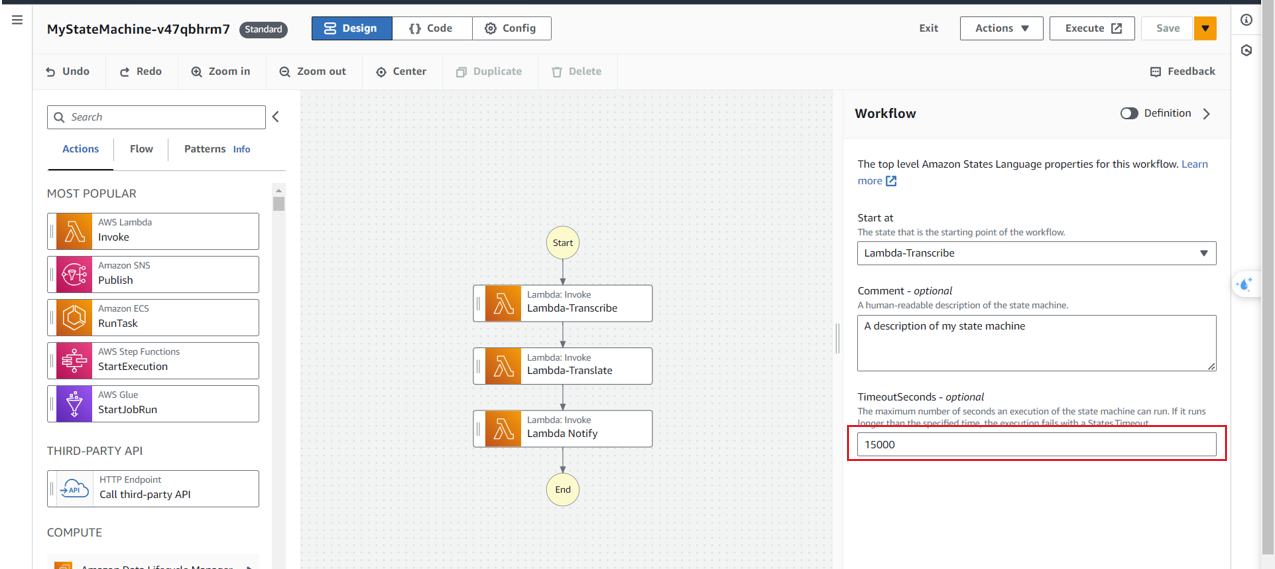 MyStateMachine-v47qbhrm7 Standard Design {} Code Config Exit Actions Execute Save
Undo Redo Zoom in Zoom out Center Duplicate Delete Feedback
Search
Actions Flow Patterns Info
MOST POPULAR
AWS Lambda
Invoke
Amazon SNS
Publish
Amazon ECS
RunTask
AWS Step Functions
StartExecution
AWS Glue
StartJobRun
THIRD-PARTY API
API
HTTP Endpoint
Call third-party API
COMPUTE
Amazon Data Lifecycle Manager
Start
Lambda: Invoke
Lambda-Transcribe
Lambda: Invoke
Lambda-Translate
Lambda: Invoke
Lambda Notify
End
Workflow Definition
The top level Amazon States Language properties for this workflow. Learn
more
Start at
The state that is the starting point of the workflow.
Lambda-Transcribe
Comment - optional
A human-readable description of the state machine.
A description of my state machine
TimeoutSeconds - optional
The maximum number of seconds an execution of the state machine can run. If it runs
longer than the specified time, the execution fails with a States.Timeout.
15000